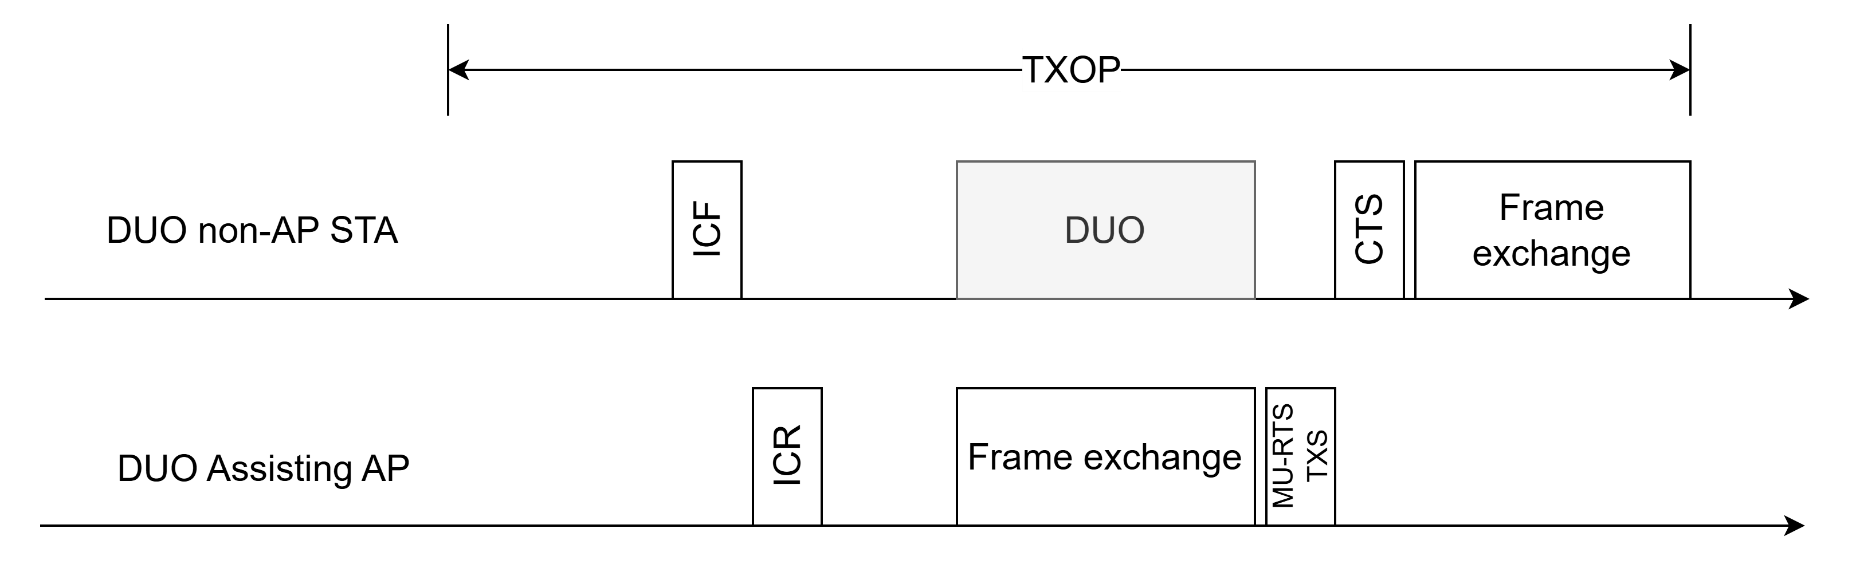 TXOP
DUO non-AP STA
ICF
DUO
CTS
Frame
exchange
DUO Assisting AP
ICR
Frame exchange
MU-RTS
TXS